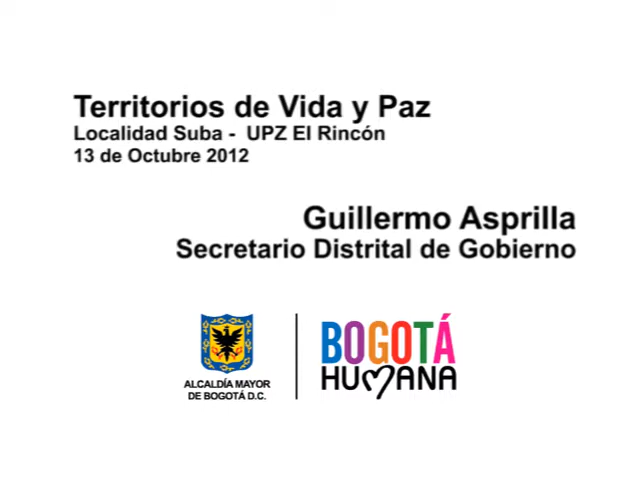 Territorios de Vida y Paz
Localidad Suba - UPZ El Rincón
13 de Octubre 2012
Guillermo Asprilla
Secretario Distrital de Gobierno
ALCALDÍA MAYOR
DE BOGOTÁ D.C.
BOGOTÁ
HUMANA